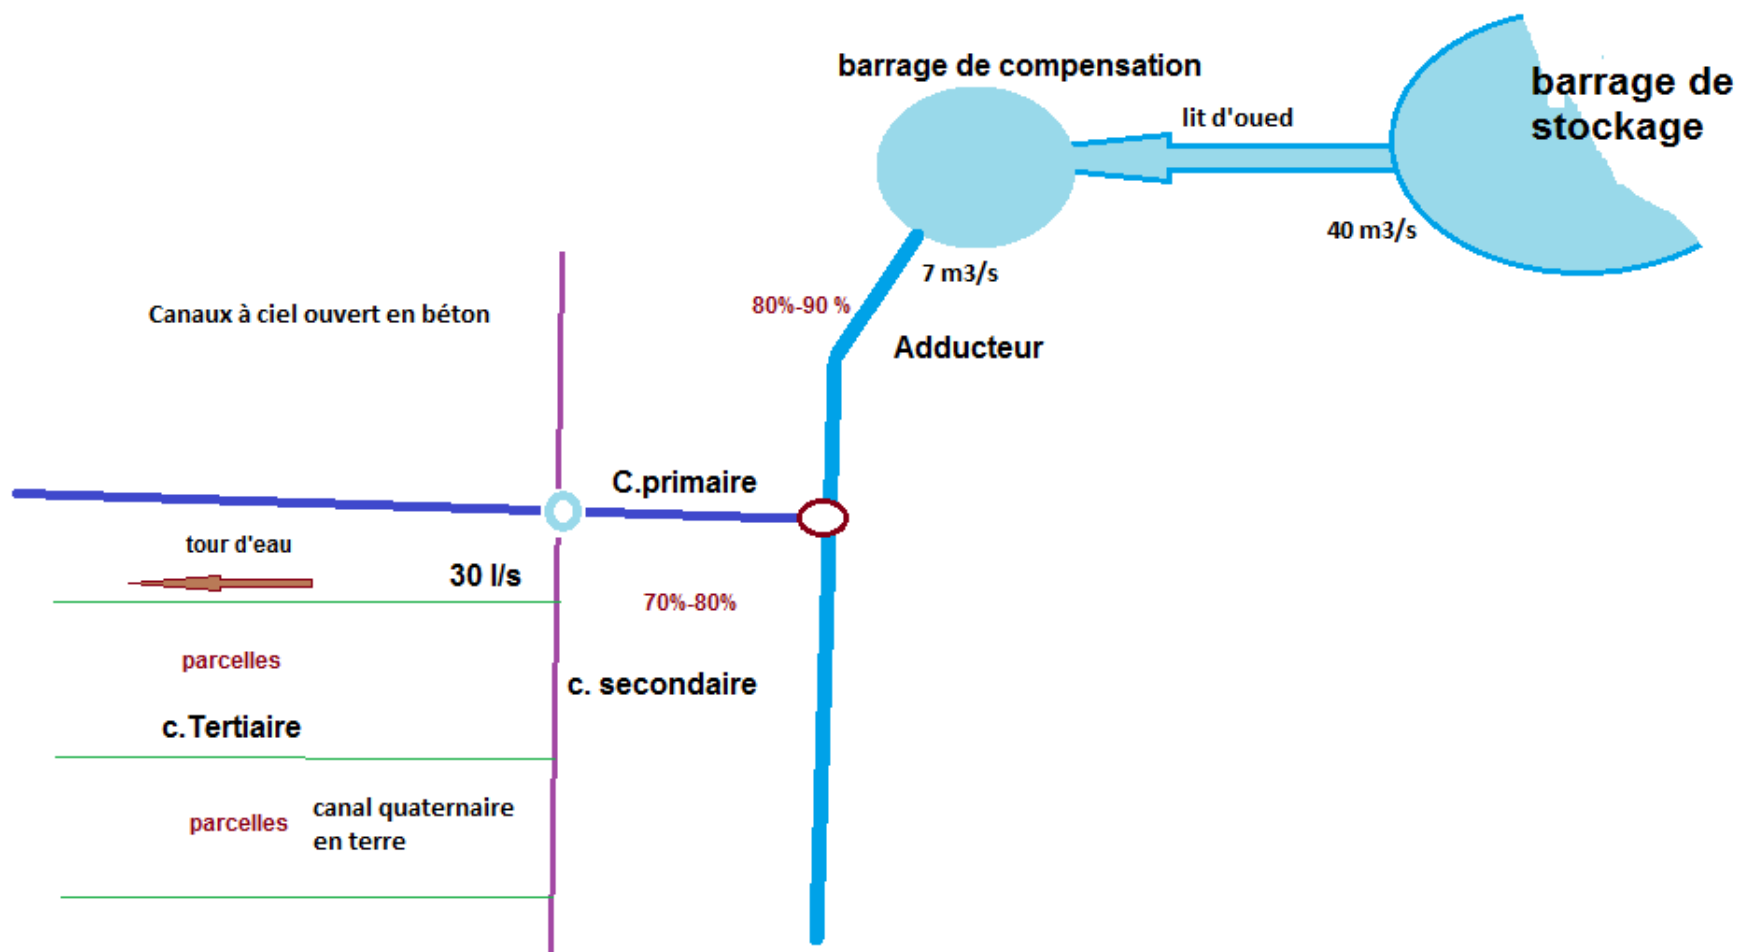 barrage de compensation
barrage de
stockage
lit d'oued
40 m3/s
7 m3/s
80%-90 %
Canaux à ciel ouvert en béton
Adducteur
C.primaire
tour d'eau
30 l/s
70%-80%
parcelles
c. secondaire
c.Tertiaire
parcelles
canal quaternaire
en terre